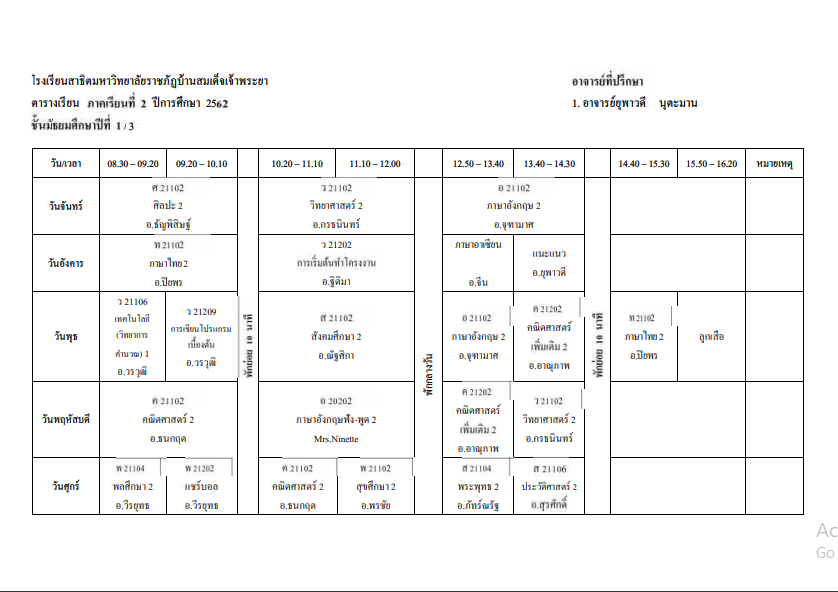 โรงเรียนสาธิตมหาวิทยาลัยราชภัฏบ้านสมเด็จเจ้าพระยา
อาจารย์ที่ปรึกษา
ตารางเรียน ภาคเรียนที่ 2 ปีการศึกษา 2562
1. อาจารย์ยุพาวดี นุตะมาน
ชั้นมัธยมศึกษาปีที่ 1 / 3
วัน/เวลา 08.30 – 09.20 09.20 – 10.10 10.20 – 11.10 11.10 – 12.00 12.50 – 13.40 13.40 – 14.30 14.40 – 15.30 15.50 – 16.20 หมายเหตุ
วันจันทร์
ศ 21102
ศิลปะ 2
อ.ธัญพิสิษฐ์
ว 21102
วิทยาศาสตร์ 2
อ.กรธนินทร์
อ 21102
ภาษาอังกฤษ 2
อ.จุฑามาศ
วันอังคาร
ท 21102
ภาษาไทย 2
อ.ปิยพร
ว 21202
การเริ่มต้นทำโครงงาน
อ.ฐิติมา
ภาษาอาเซียน
อ.จีน
แนะแนว
อ.ยุพาวดี
วันพุธ
ว 21106
เทคโนโลยี
(วิทยาการ
คำนวณ) 1
อ.วรวุฒิ
ว 21209
การเขียนโปรแกรม
เบื้องต้น
อ.วรวุฒิ
พักย่อย 10 นาที
ส 21102
สังคมศึกษา 2
อ.ณัฐศิกา
พักกลางวัน
อ 21102
ภาษาอังกฤษ 2
อ.จุฑามาศ
ค 21202
คณิตศาสตร์
เพิ่มเติม 2
อ.อาณุภาพ
พักย่อย 10 นาที
ท 21102
ภาษาไทย 2
อ.ปิยพร
ลูกเสือ
วันพฤหัสบดี
ค 21102
คณิตศาสตร์ 2
อ.ธนกฤต
อ 20202
ภาษาอังกฤษฟัง-พูด 2
Mrs.Ninette
ค 21202
คณิตศาสตร์
เพิ่มเติม 2
อ.อาณุภาพ
ว 21102
วิทยาศาสตร์ 2
อ.กรธนินทร์
วันศุกร์
พ 21104
พลศึกษา 2
อ.วีรยุทธ
พ 21202
แชร์บอล
อ.วีรยุทธ
ค 21102
คณิตศาสตร์ 2
อ.ธนกฤต
พ 21102
สุขศึกษา 2
อ.พรชัย
ส 21104
พระพุทธ 2
อ.ภัทร์ณรัฐ
ส 21106
ประวัติศาสตร์ 2
อ.สุรศักดิ์
Ac
Go